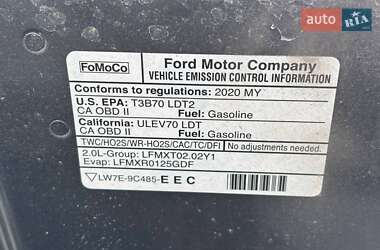 auto RIA
FoMoCo
Ford Motor Company
VEHICLE EMISSION CONTROL INFORMATION
Conforms to regulations: 2020 MY
U.S. EPA: T3B70 LDT2
CA OBD II Fuel: Gasoline
California: ULEV70 LDT
CA OBD II Fuel: Gasoline
TWC/HO2S/WR-HO2S/CAC/TC/DFI No adjustments needed.
2.0L-Group: LFMXT02.02Y1
Evap: LFMXR0125GDF
LW7E-9C485- E E C